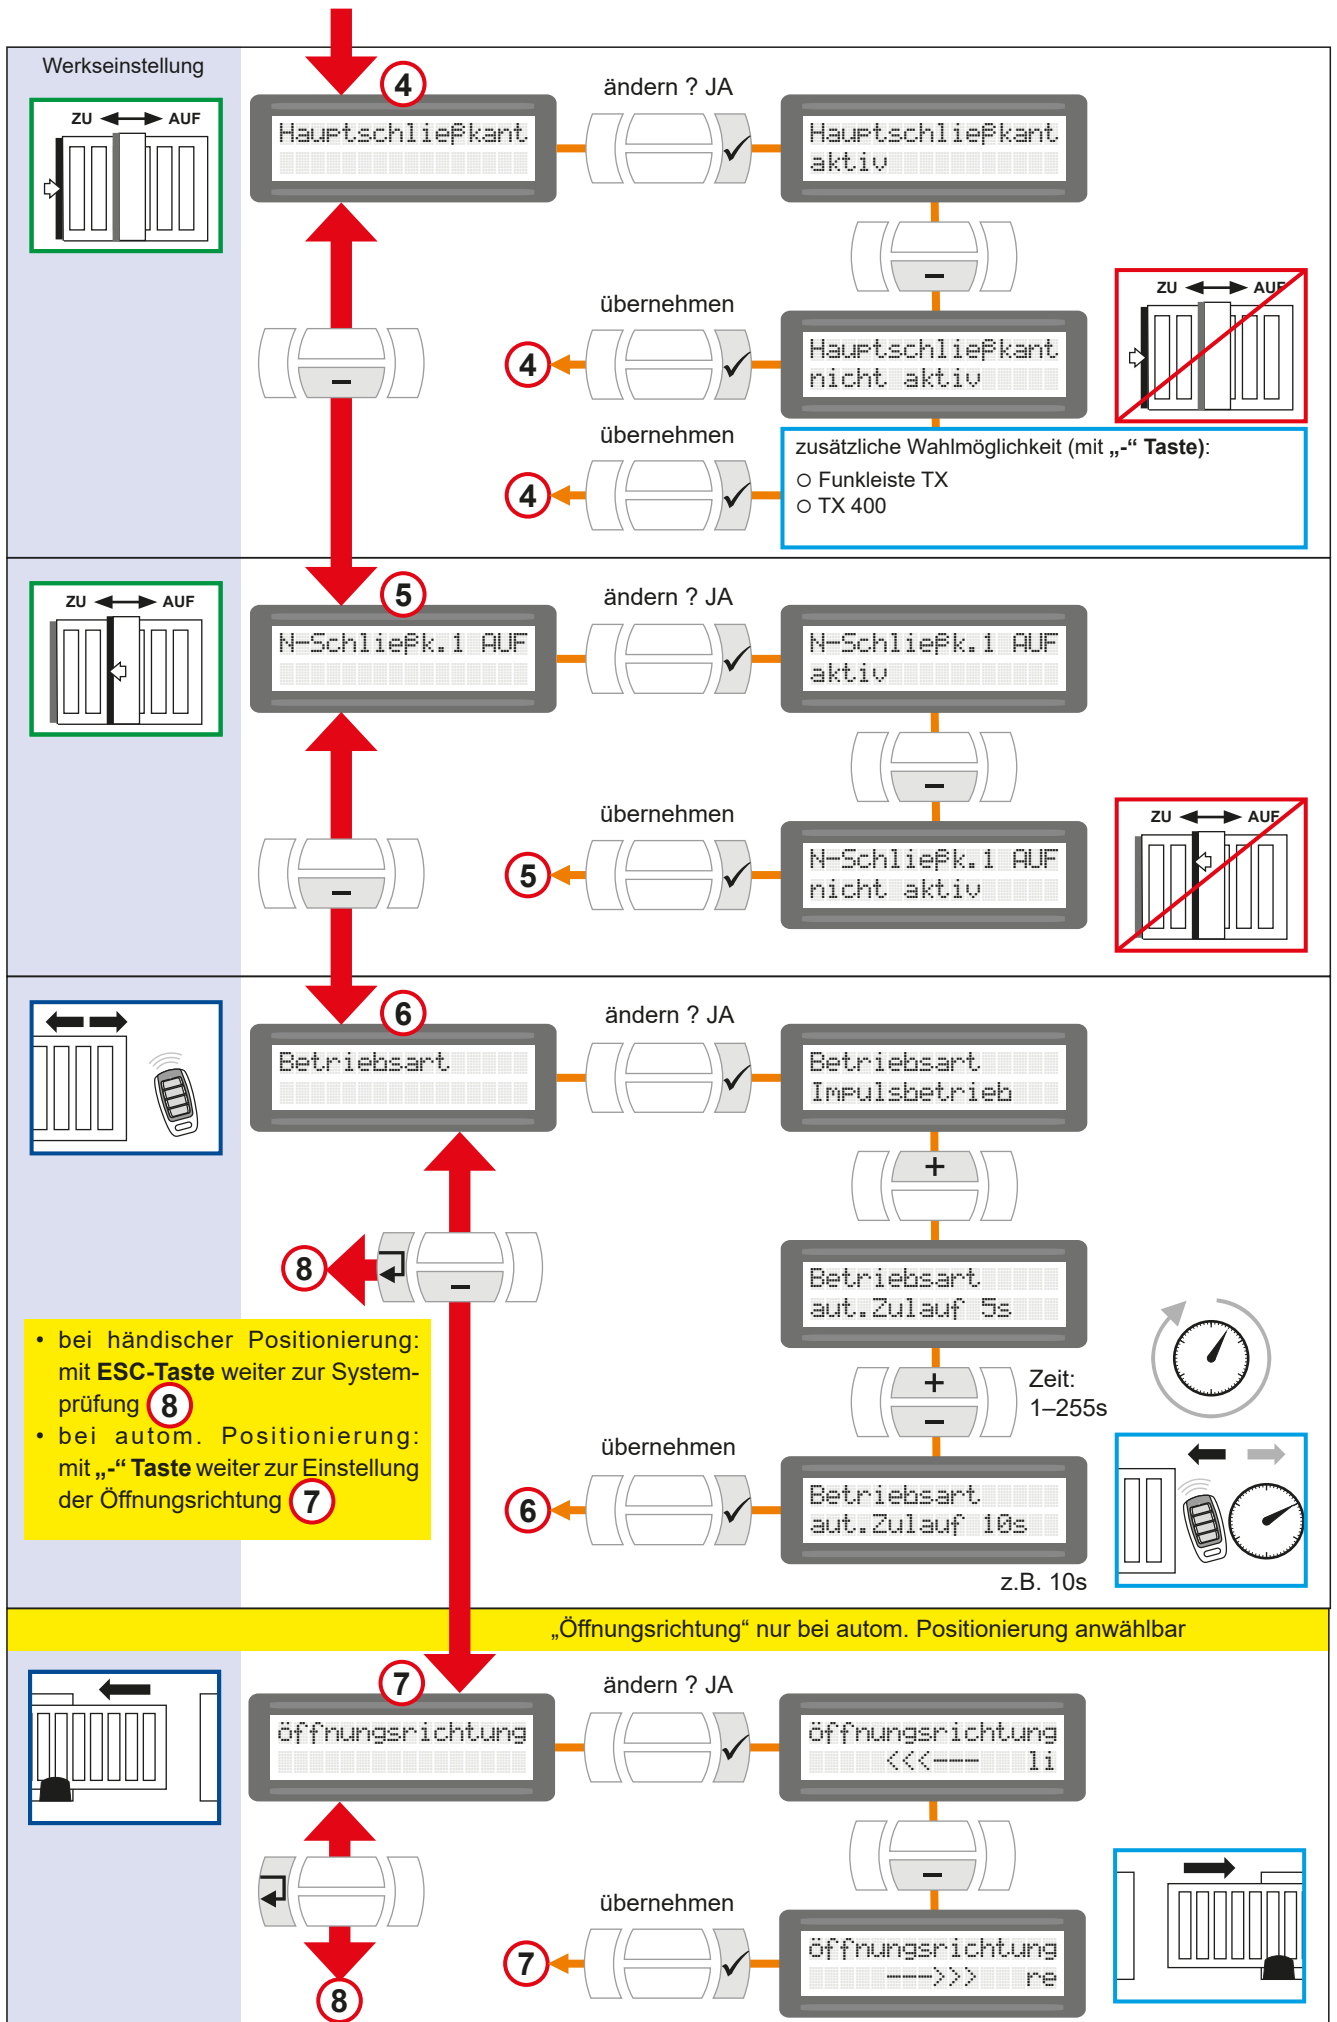 Werkseinstellung
ZU AUF
4
Hauptschließkant
ändern ? JA
✓
Hauptschließkant
aktiv
−
−
übernehmen
4
✓
Hauptschließkant
nicht aktiv
ZU AUF
übernehmen
4
✓
zusätzliche Wahlmöglichkeit (mit „-“ Taste):
○ Funkleiste TX
○ TX 400
ZU AUF
5
N-Schließk.1 AUF
ändern ? JA
✓
N-Schließk.1 AUF
aktiv
−
−
übernehmen
5
✓
N-Schließk.1 AUF
nicht aktiv
ZU AUF
6
Betriebsart
ändern ? JA
✓
Betriebsart
Impulsbetrieb
+
8
−
Betriebsart
aut.Zulauf 5s
• bei händischer Positionierung:
mit ESC-Taste weiter zur System-
prüfung 8
• bei autom. Positionierung:
mit „-“ Taste weiter zur Einstellung
der Öffnungsrichtung 7
+
−
Zeit:
1–255s
übernehmen
6
✓
Betriebsart
aut.Zulauf 10s
z.B. 10s
„Öffnungsrichtung“ nur bei autom. Positionierung anwählbar
7
öffnungsrichtung
ändern ? JA
✓
öffnungsrichtung
<<<--- li
−
übernehmen
7
✓
öffnungsrichtung
--->>> re
8